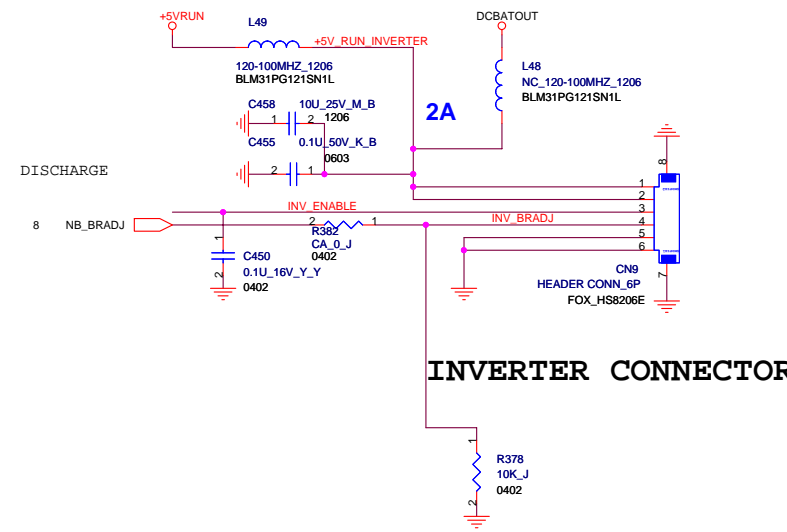 +5VRUN
L49
+5V_RUN_INVERTER
120-100MHZ_1206
BLM31PG121SN1L
DCBATOUT
L48
NC_120-100MHZ_1206
BLM31PG121SN1L
C458
10U_25V_M_B
1
2
1206
2A
C455
0.1U_50V_K_B
2
1
0603
DISCHARGE
8
NB_BRADJ
INV_ENABLE
2
1
R382
CA_0_J
0402
INV_BRADJ
1
2
C450
0.1U_16V_Y_Y
0402
8
1
2
3
4
5
6
7
CN9
HEADER CONN_6P
FOX_HS8206E
INVERTER CONNECTOR
1
2
R378
10K_J
0402